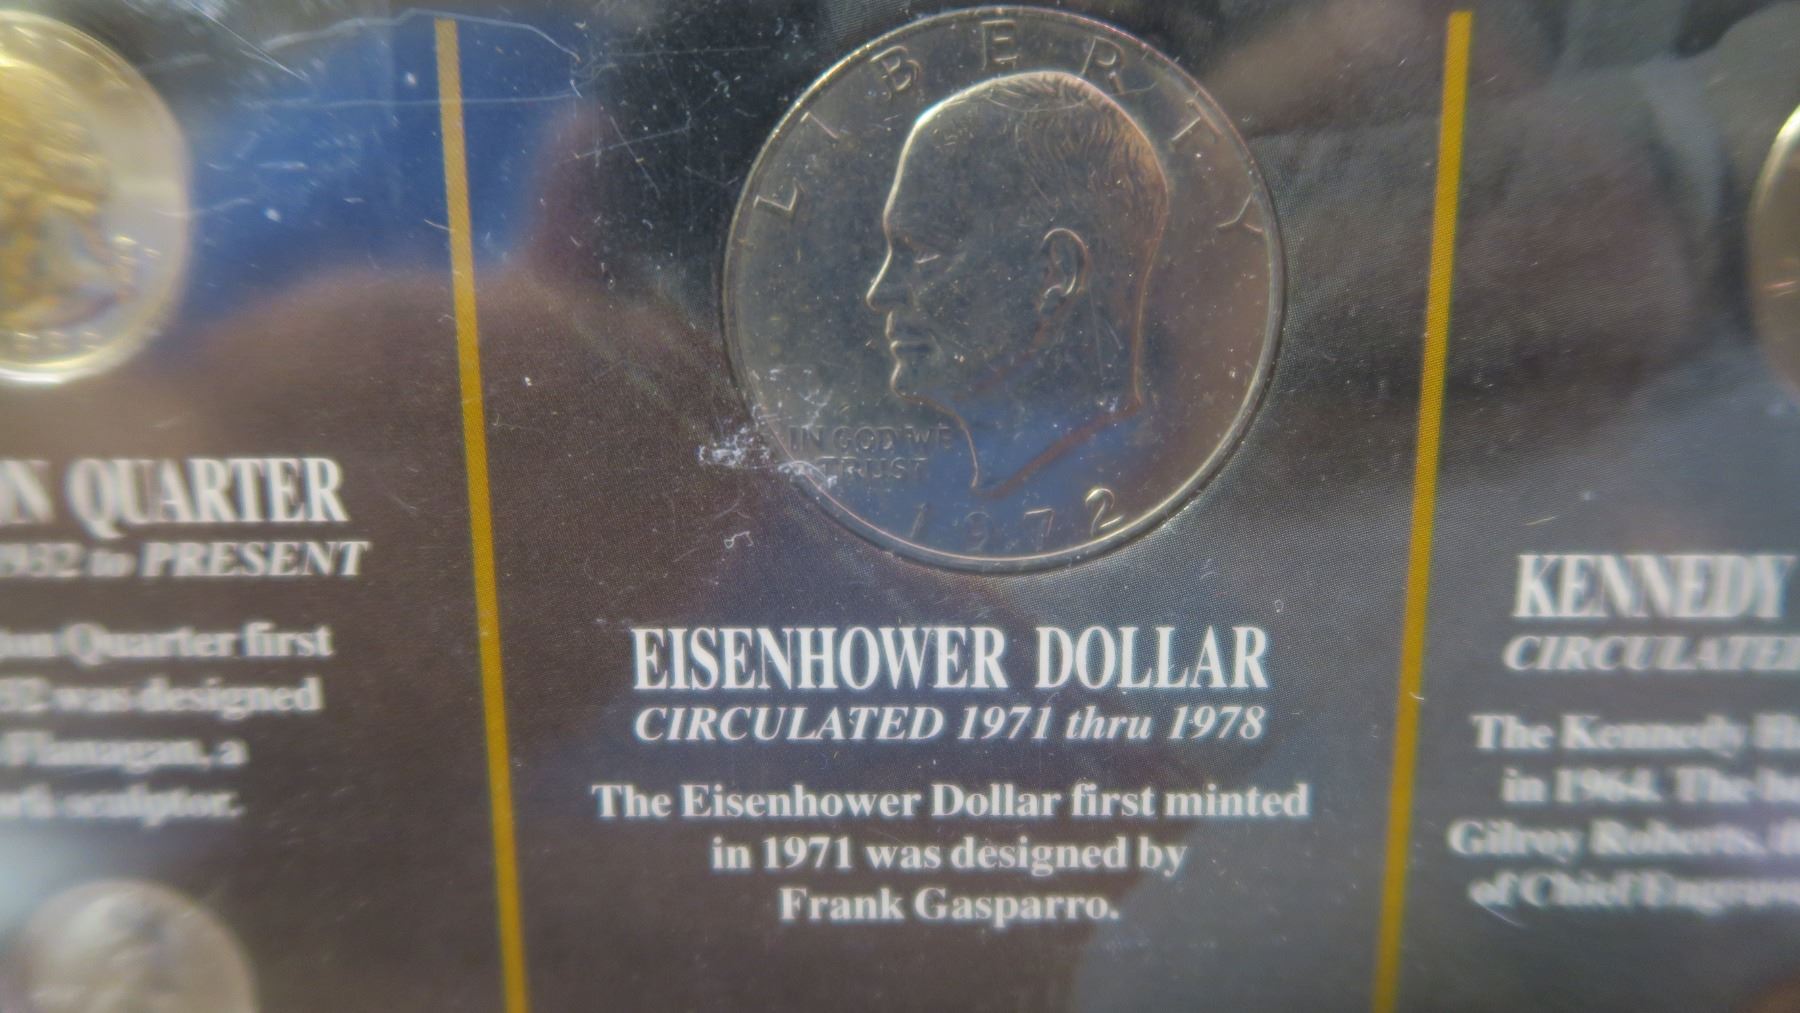 LIBERTY
IN GOD WE
TRUST
1972
ON QUARTER
1932 to PRESENT
Quarter first
was designed
Flanagan, a
sculptor.
EISENHOWER DOLLAR
CIRCULATED 1971 thru 1978
The Eisenhower Dollar first minted
in 1971 was designed by
Frank Gasparro.
KENNEDY
CIRCULATED
The Kennedy
in 1964. The
Gilroy Roberts,
of Chief